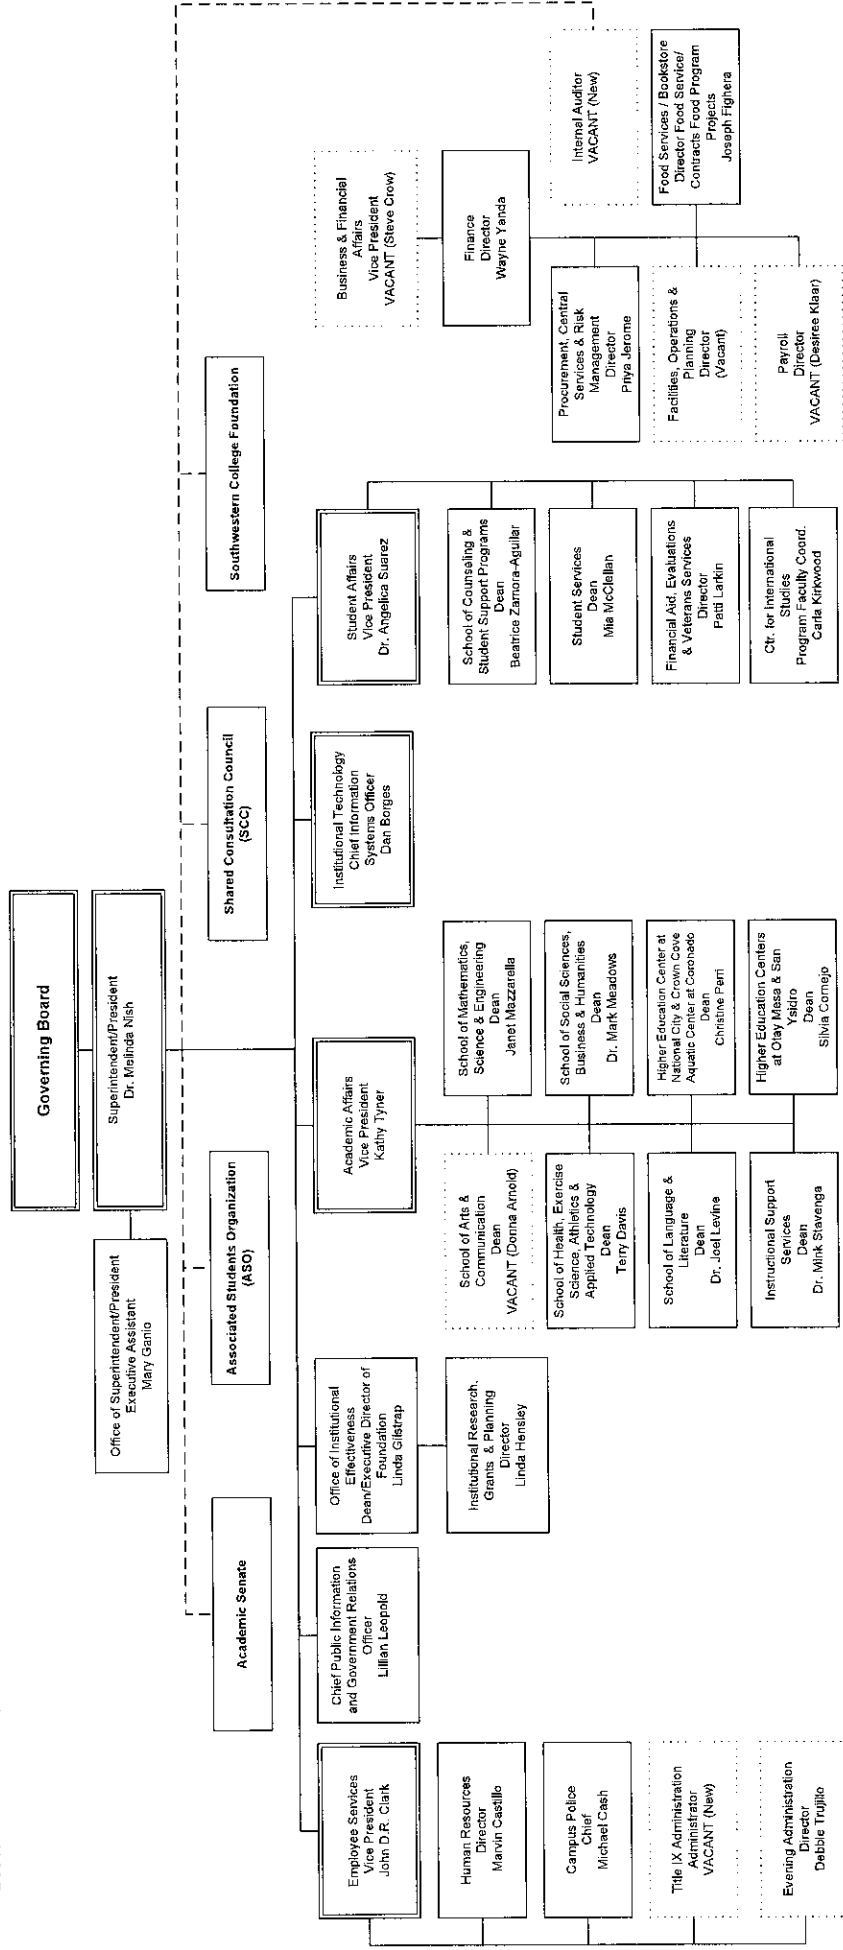 Governing Board
Superintendent/President
Dr. Melinda Nish
Office of Superintendent/President
Executive Assistant
Mary Ganio
Academic Senate
Associated Students Organization
(ASO)
Shared Consultation Council
(SCC)
Southwestern College Foundation
Employee Services
Vice President
John D.R. Clark
Human Resources
Director
Marvin Castillo
Campus Police
Chief
Michael Cash
Title IX Administration
Administrator
VACANT (New)
Evening Administration
Director
Debbie Trujillo
Chief Public Information
and Government Relations
Officer
Lillian Leopold
Office of Institutional
Effectiveness
Dean/Executive Director of
Foundation
Linda Gilstrap
Institutional Research,
Grants & Planning
Director
Linda Hensley
Academic Affairs
Vice President
Kathy Tyner
School of Arts &
Communication
Dean
VACANT (Donna Arnold)
School of Health, Exercise
Science, Athletics &
Applied Technology
Dean
Terry Davis
School of Language &
Literature
Dean
Dr. Joel Levine
Instructional Support
Services
Dean
Dr. Mink Stavenga
School of Mathematics,
Science & Engineering
Dean
Janet Mazzarella
School of Social Sciences,
Business & Humanities
Dean
Dr. Mark Meadows
Higher Education Center at
National City & Crown Cove
Aquatic Center at Coronado
Dean
Christine Perri
Higher Education Centers
at Otay Mesa & San
Ysidro
Dean
Silvia Cornejo
Institutional Technology
Chief Information
Systems Officer
Dan Borges
Student Affairs
Vice President
Dr. Angelica Suarez
School of Counseling &
Student Support Programs
Dean
Beatrice Zamora-Aguilar
Student Services
Dean
Mia McClellan
Financial Aid, Evaluations
& Veterans Services
Director
Patti Larkin
Ctr. for International
Studies
Program Faculty Coord.
Carla Kirkwood
Business & Financial
Affairs
Vice President
VACANT (Steve Crow)
Finance
Director
Wayne Yanda
Procurement, Central
Services & Risk
Management
Director
Priya Jerome
Facilities, Operations &
Planning
Director
(Vacant)
Payroll
Director
VACANT (Desiree Klaar)
Internal Auditor
VACANT (New)
Food Services / Bookstore
Director Food Service/
Contracts Food Program
Projects
Joseph Fighera